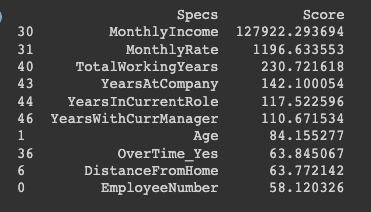 Specs Score
30 MonthlyIncome 127922.293694
31 MonthlyRate 1196.633553
40 TotalWorkingYears 230.721618
43 YearsAtCompany 142.100054
44 YearsInCurrentRole 117.522596
46 YearsWithCurrManager 110.671534
1 Age 84.155277
36 OverTime_Yes 63.845067
6 DistanceFromHome 63.772142
0 EmployeeNumber 58.120326